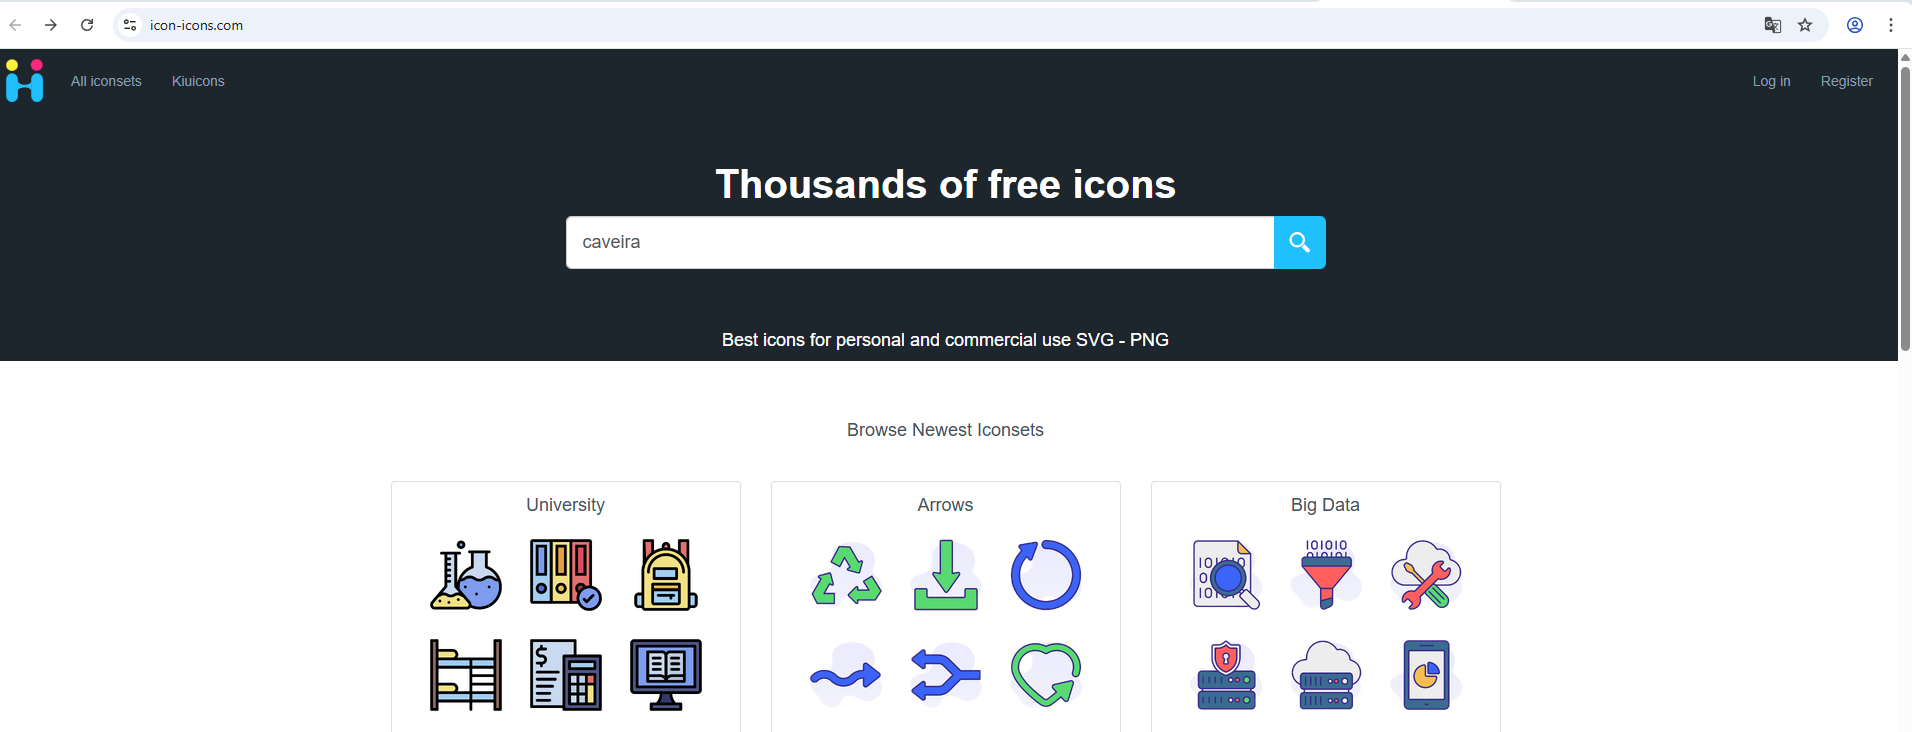 icon-icons.com
All iconsets
Kiuicons
Log in
Register
Thousands of free icons
caveira
Best icons for personal and commercial use SVG - PNG
Browse Newest Iconsets
University
Arrows
Big Data